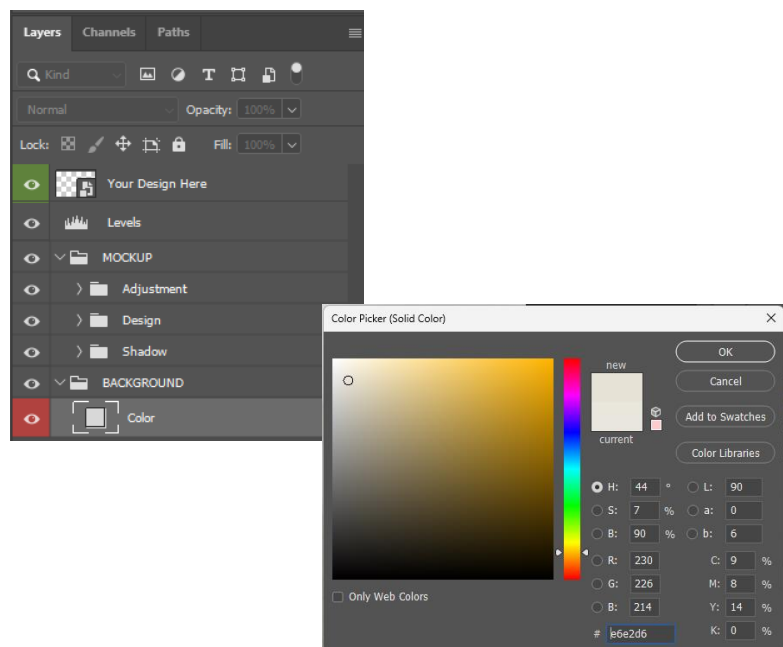 Layers Channels Paths
Kind
T
Normal Opacity: 100%
Lock: Fill: 100%
Your Design Here
Levels
MOCKUP
Adjustment
Design
Shadow
BACKGROUND
Color
Color Picker (Solid Color)
new
current
OK
Cancel
Add to Swatches
Color Libraries
H: 44 ° L: 90
S: 7 % a: 0
B: 90 % b: 6
R: 230 C: 9 %
G: 226 M: 8 %
B: 214 Y: 14 %
# e6e2d6 K: 0 %
Only Web Colors